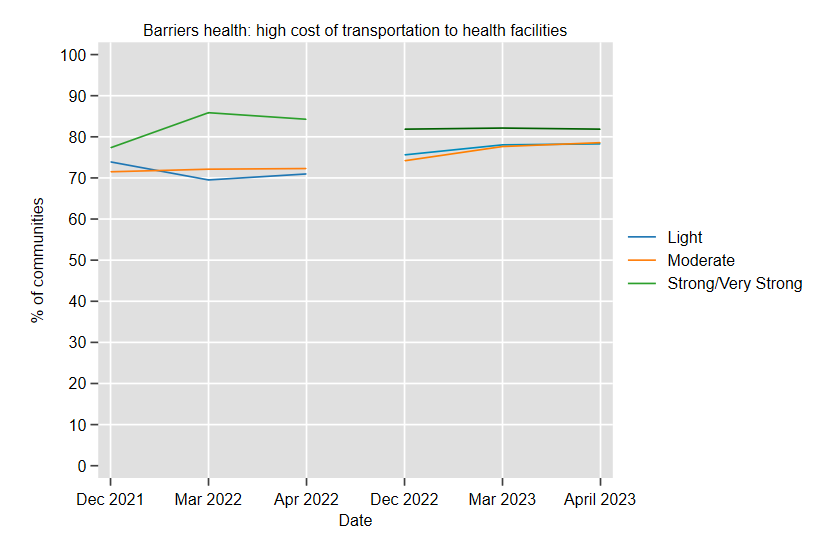 Barriers health: high cost of transportation to health facilities
100
90
80
70
60
50
40
30
20
10
0
% of communities
Dec 2021 Mar 2022 Apr 2022 Dec 2022 Mar 2023 April 2023
Date
Light
Moderate
Strong/Very Strong